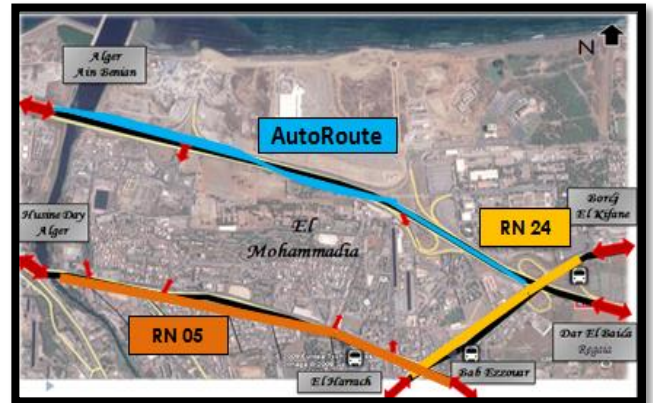 Alger
Ain Benian
N
AutoRoute
Borðj
El Kifane
Husine Day
Alger
El
Mohammadia
RN 24
RN 05
Dar El Baida
Regaia
El Harrach
Bab Ezzouar